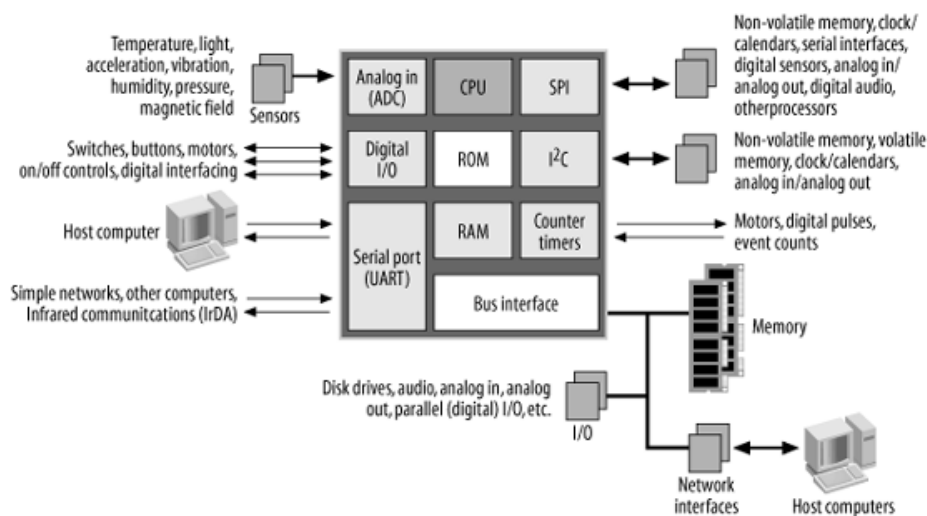 Temperature, light,
acceleration, vibration,
humidity, pressure,
magnetic field
Sensors
Analog in
(ADC)
CPU
SPI
Non-volatile memory, clock/
calendars, serial interfaces,
digital sensors, analog in/
analog out, digital audio,
otherprocessors
Switches, buttons, motors,
on/off controls, digital interfacing
Digital
I/O
ROM
I²C
Non-volatile memory, volatile
memory, clock/calendars,
analog in/analog out
Host computer
Serial port
(UART)
RAM
Counter
timers
Motors, digital pulses,
event counts
Simple networks, other computers,
Infrared communitcations (IrDA)
Bus interface
Memory
Disk drives, audio, analog in, analog
out, parallel (digital) I/O, etc.
I/O
Network
interfaces
Host computers